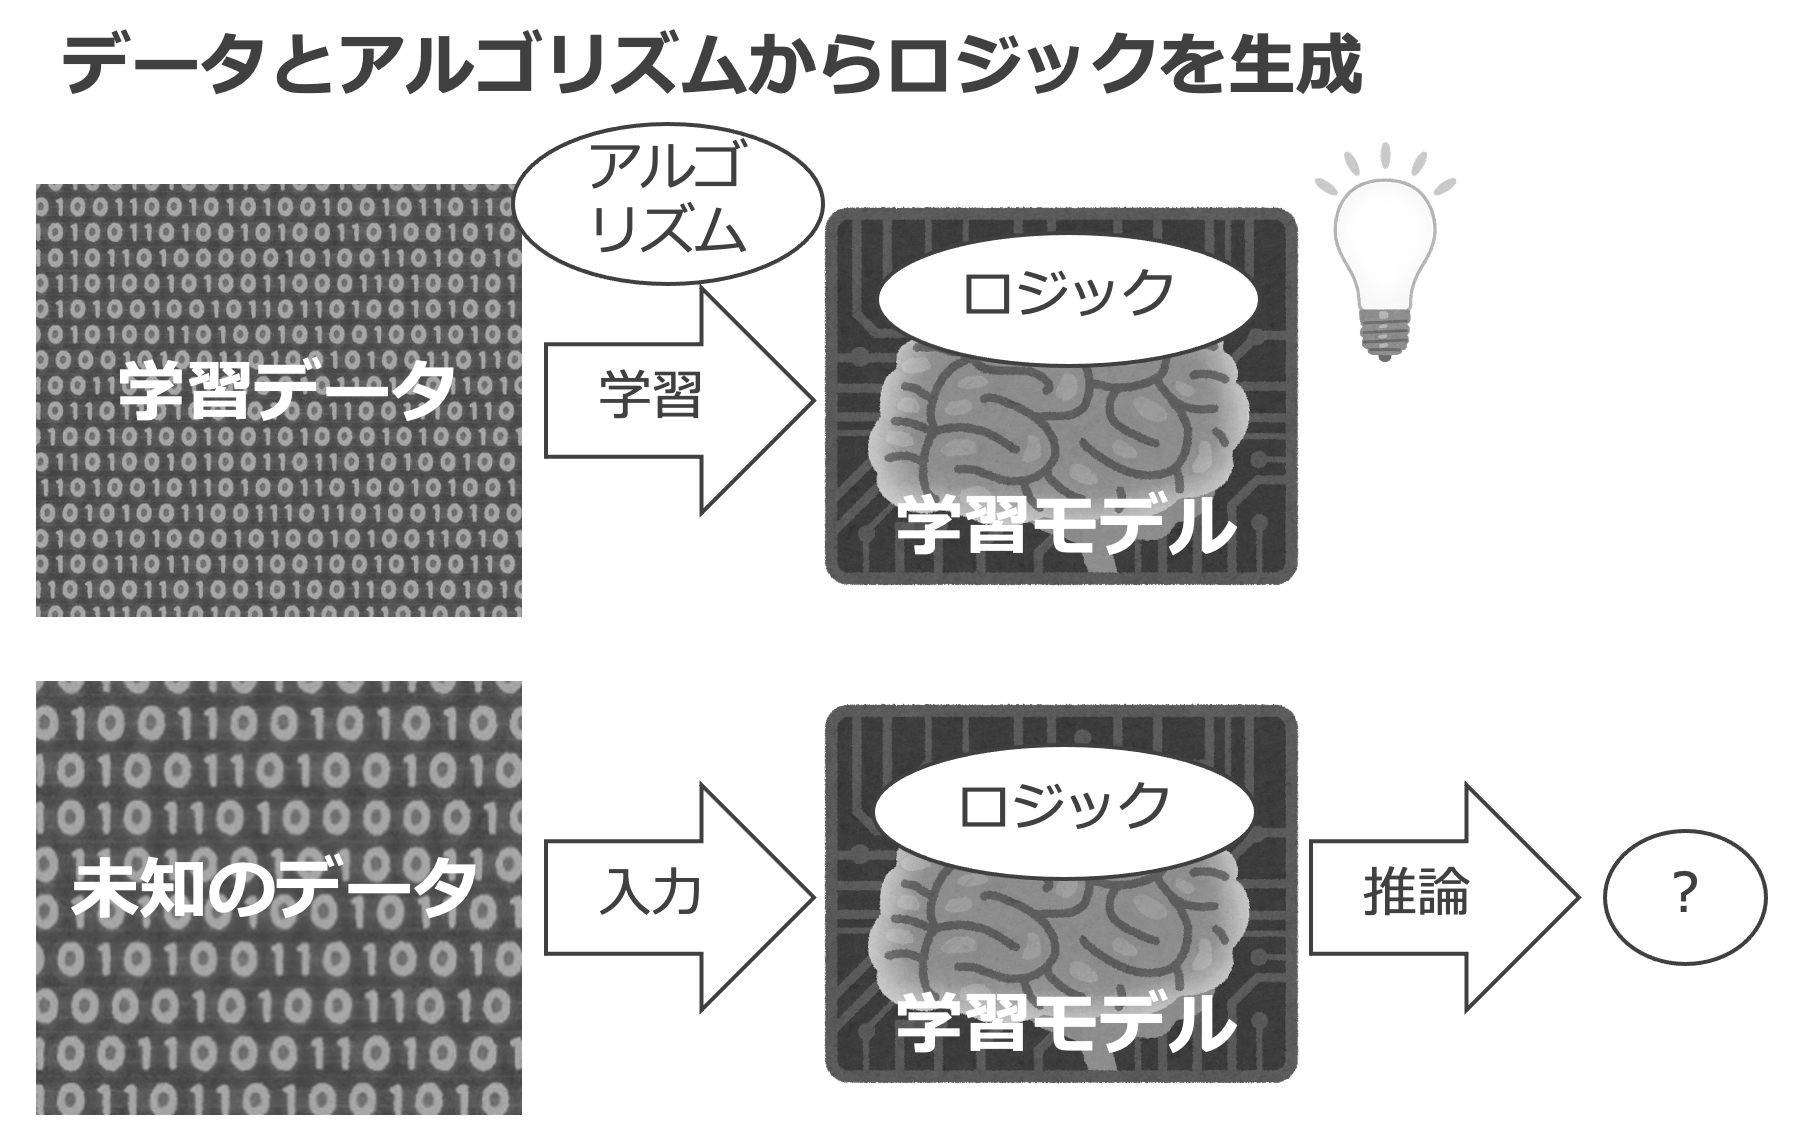 データとアルゴリズムからロジックを生成
アルゴ
リズム
学習データ
学習
ロジック
学習モデル
未知のデータ
入力
ロジック
学習モデル
推論
?